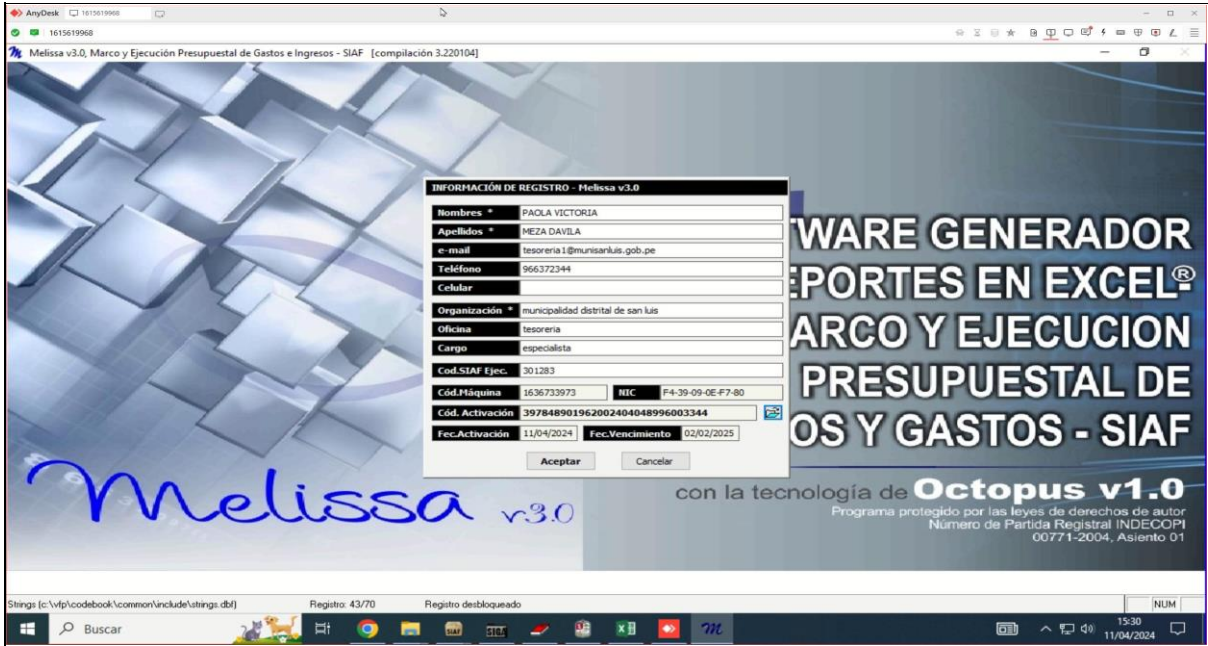 AnyDesk 1615619968
1615619968
Melissa v3.0, Marco y Ejecución Presupuestal de Gastos e Ingresos - SIAF [compilación 3.220104]
INFORMACIÓN DE REGISTRO - Melissa v3.0
Nombres * PAOLA VICTORIA
Apellidos * MEZA DAVILA
e-mail tesoreria1@munisanluis.gob.pe
Teléfono 966372344
Celular
Organización * municipalidad distrital de san luis
Oficina tesoreria
Cargo especialista
Cod.SIAF Ejec. 301283
Cód.Máquina 1636733973 NIC F4-39-09-0E-F7-80
Cód. Activación 3978489019620024040489960033​44
Fec.Activación 11/04/2024 Fec.Vencimiento 02/02/2025
Aceptar Cancelar
WARE GENERADOR
EPORTES EN EXCEL®
ARCO Y EJECUCION
PRESUPUESTAL DE
OS Y GASTOS - SIAF
Melissa v3.0
con la tecnología de Octopus v1.0
Programa protegido por las leyes de derechos de autor
Número de Partida Registral INDECOPI
00771-2004, Asiento 01
Strings (c:\vfp\codebook\common\include\strings.dbf) Registro: 43/70 Registro desbloqueado NUM
Buscar
SIAF
SIGA
15:30
11/04/2024